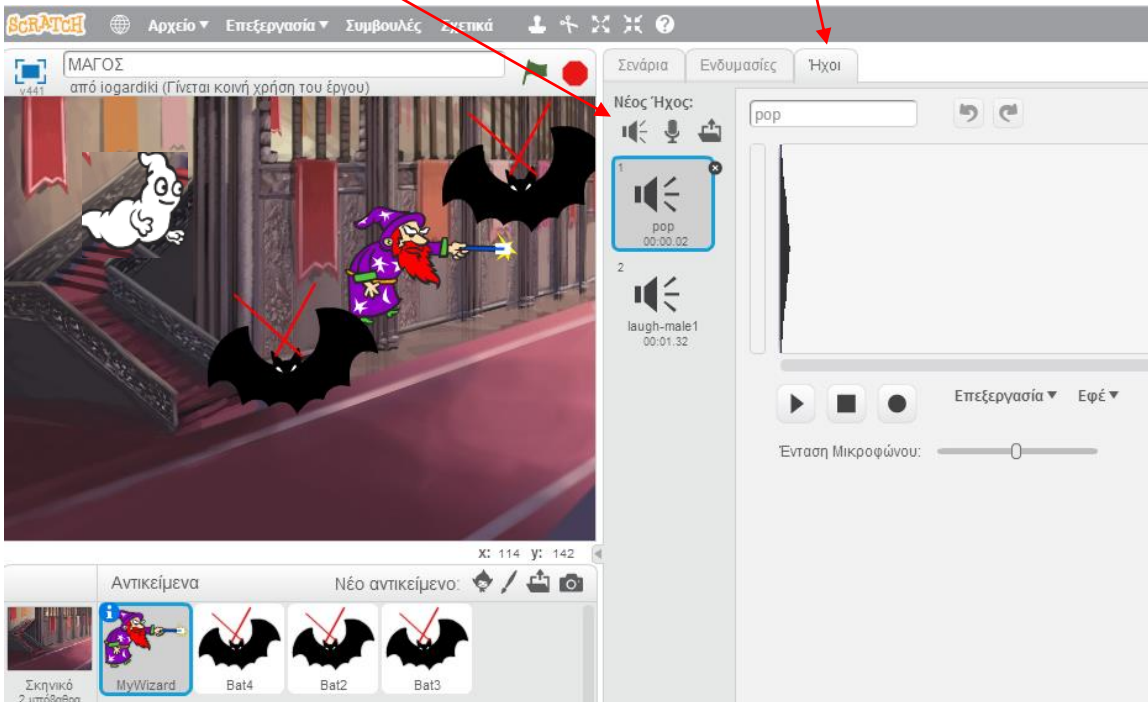 SCRATCH Αρχείο Επεξεργασία Συμβουλές Σχετικά
v441
ΜΑΓΟΣ
από iogardiki (Γίνεται κοινή χρήση του έργου)
x: 114 y: 142
Αντικείμενα Νέο αντικείμενο:
Σκηνικό
2 υπόβαθρα
MyWizard Bat4 Bat2 Bat3
Σενάρια Ενδυμασίες Ήχοι
Νέος Ήχος:
1
pop
00:00.02
2
laugh-male1
00:01.32
pop
Επεξεργασία Εφέ
Ένταση Μικροφώνου: